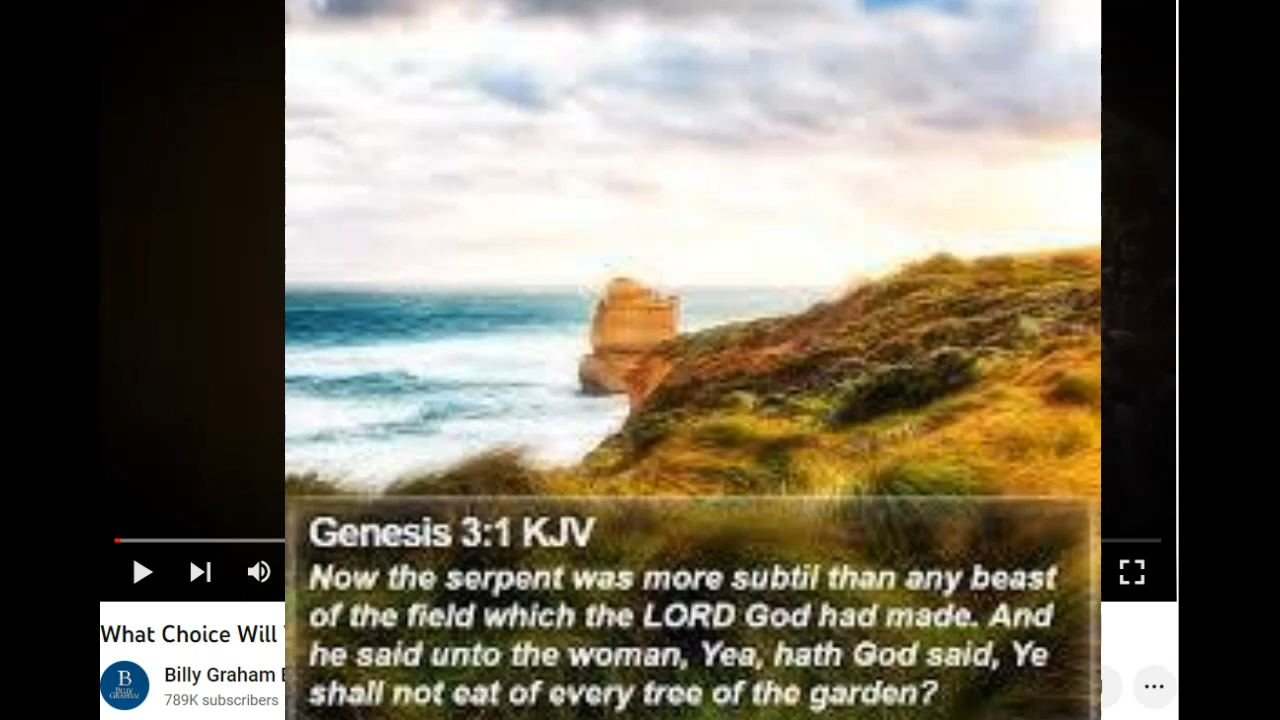 Genesis 3:1 KJV
Now the serpent was more subtil than any beast
of the field which the LORD God had made. And
he said unto the woman, Yea, hath God said, Ye
shall not eat of every tree of the garden?
What Choice Will
B
BILLY
GRAHAM
Billy Graham
789K subscribers